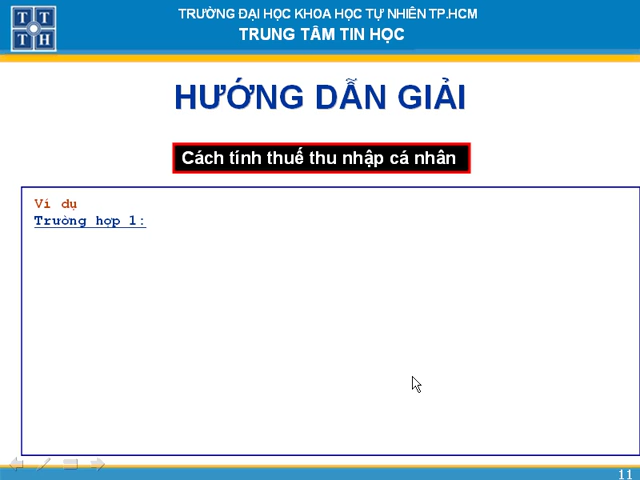 T T
T H
TRƯỜNG ĐẠI HỌC KHOA HỌC TỰ NHIÊN TP.HCM
TRUNG TÂM TIN HỌC
HƯỚNG DẪN GIẢI
Cách tính thuế thu nhập cá nhân
Ví dụ
Trường hợp 1:
11